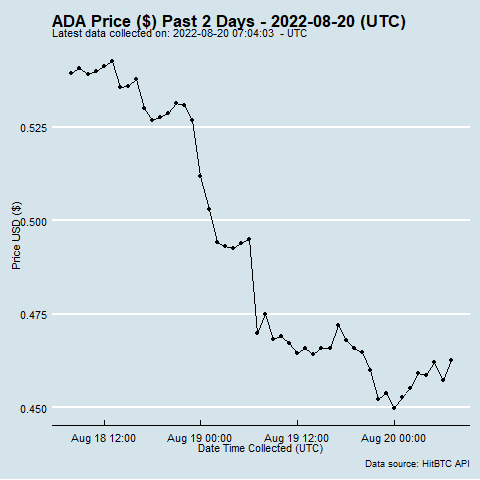 ADA Price ($) Past 2 Days - 2022-08-20 (UTC)
Latest data collected on: 2022-08-20 07:04:03 - UTC
0.525
0.500
0.475
0.450
Price USD ($)
Aug 18 12:00 Aug 19 00:00 Aug 19 12:00 Aug 20 00:00
Date Time Collected (UTC)
Data source: HitBTC API